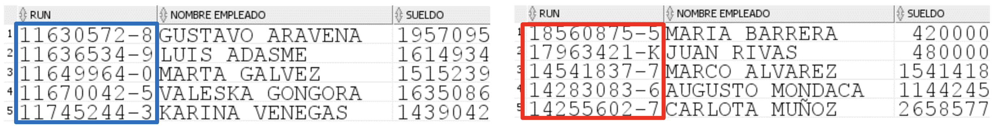 RUN NOMBRE EMPLEADO SUELDO
1 11630572-8 GUSTAVO ARAVENA 1957095
2 11636534-9 LUIS ADASME 1614934
3 11649964-0 MARTA GALVEZ 1515239
4 11670042-5 VALESKA GONGORA 1635086
5 11745244-3 KARINA VENEGAS 1439042
RUN NOMBRE EMPLEADO SUELDO
1 18560875-5 MARIA BARRERA 420000
2 17963421-K JUAN RIVAS 480000
3 14541837-7 MARCO ALVAREZ 1541418
4 14283083-6 AUGUSTO MONDACA 1144245
5 14255602-7 CARLOTA MUÑOZ 2658577